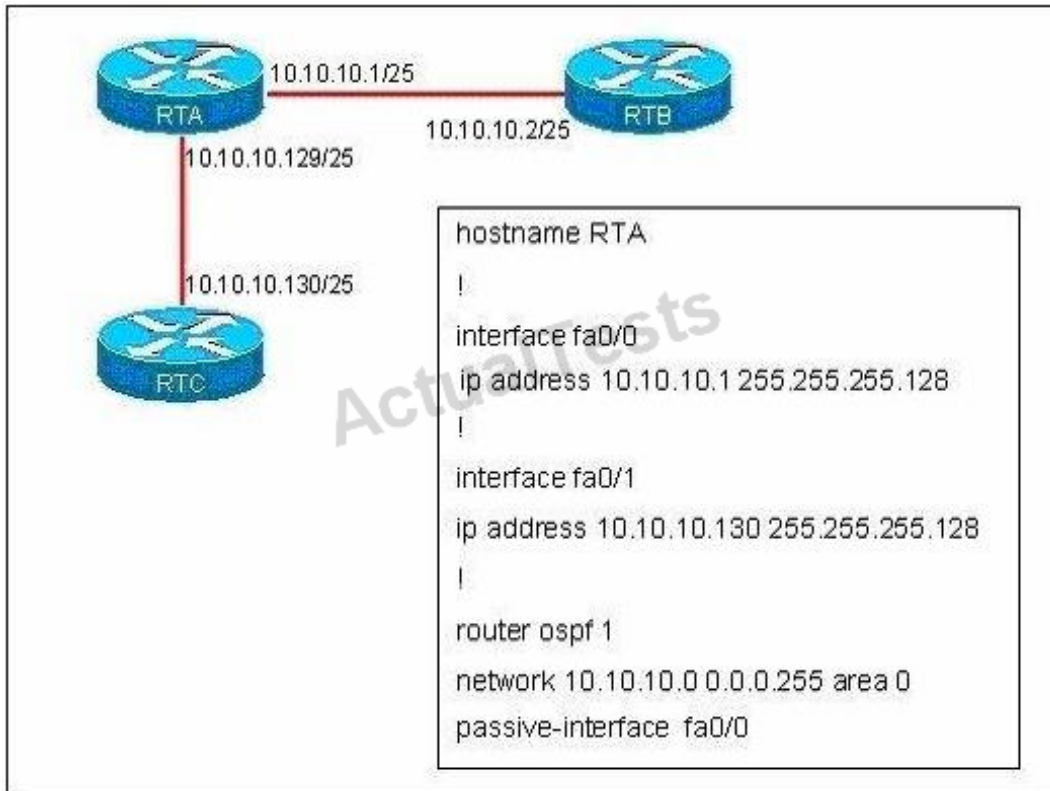 10.10.10.1/25
RTA
RTB
10.10.10.2/25
10.10.10.129/25
10.10.10.130/25
RTC
hostname RTA
!
interface fa0/0
ip address 10.10.10.1 255.255.255.128
!
interface fa0/1
ip address 10.10.10.130 255.255.255.128
!
router ospf 1
network 10.10.10.0 0.0.0.255 area 0
passive-interface fa0/0
ActualTests